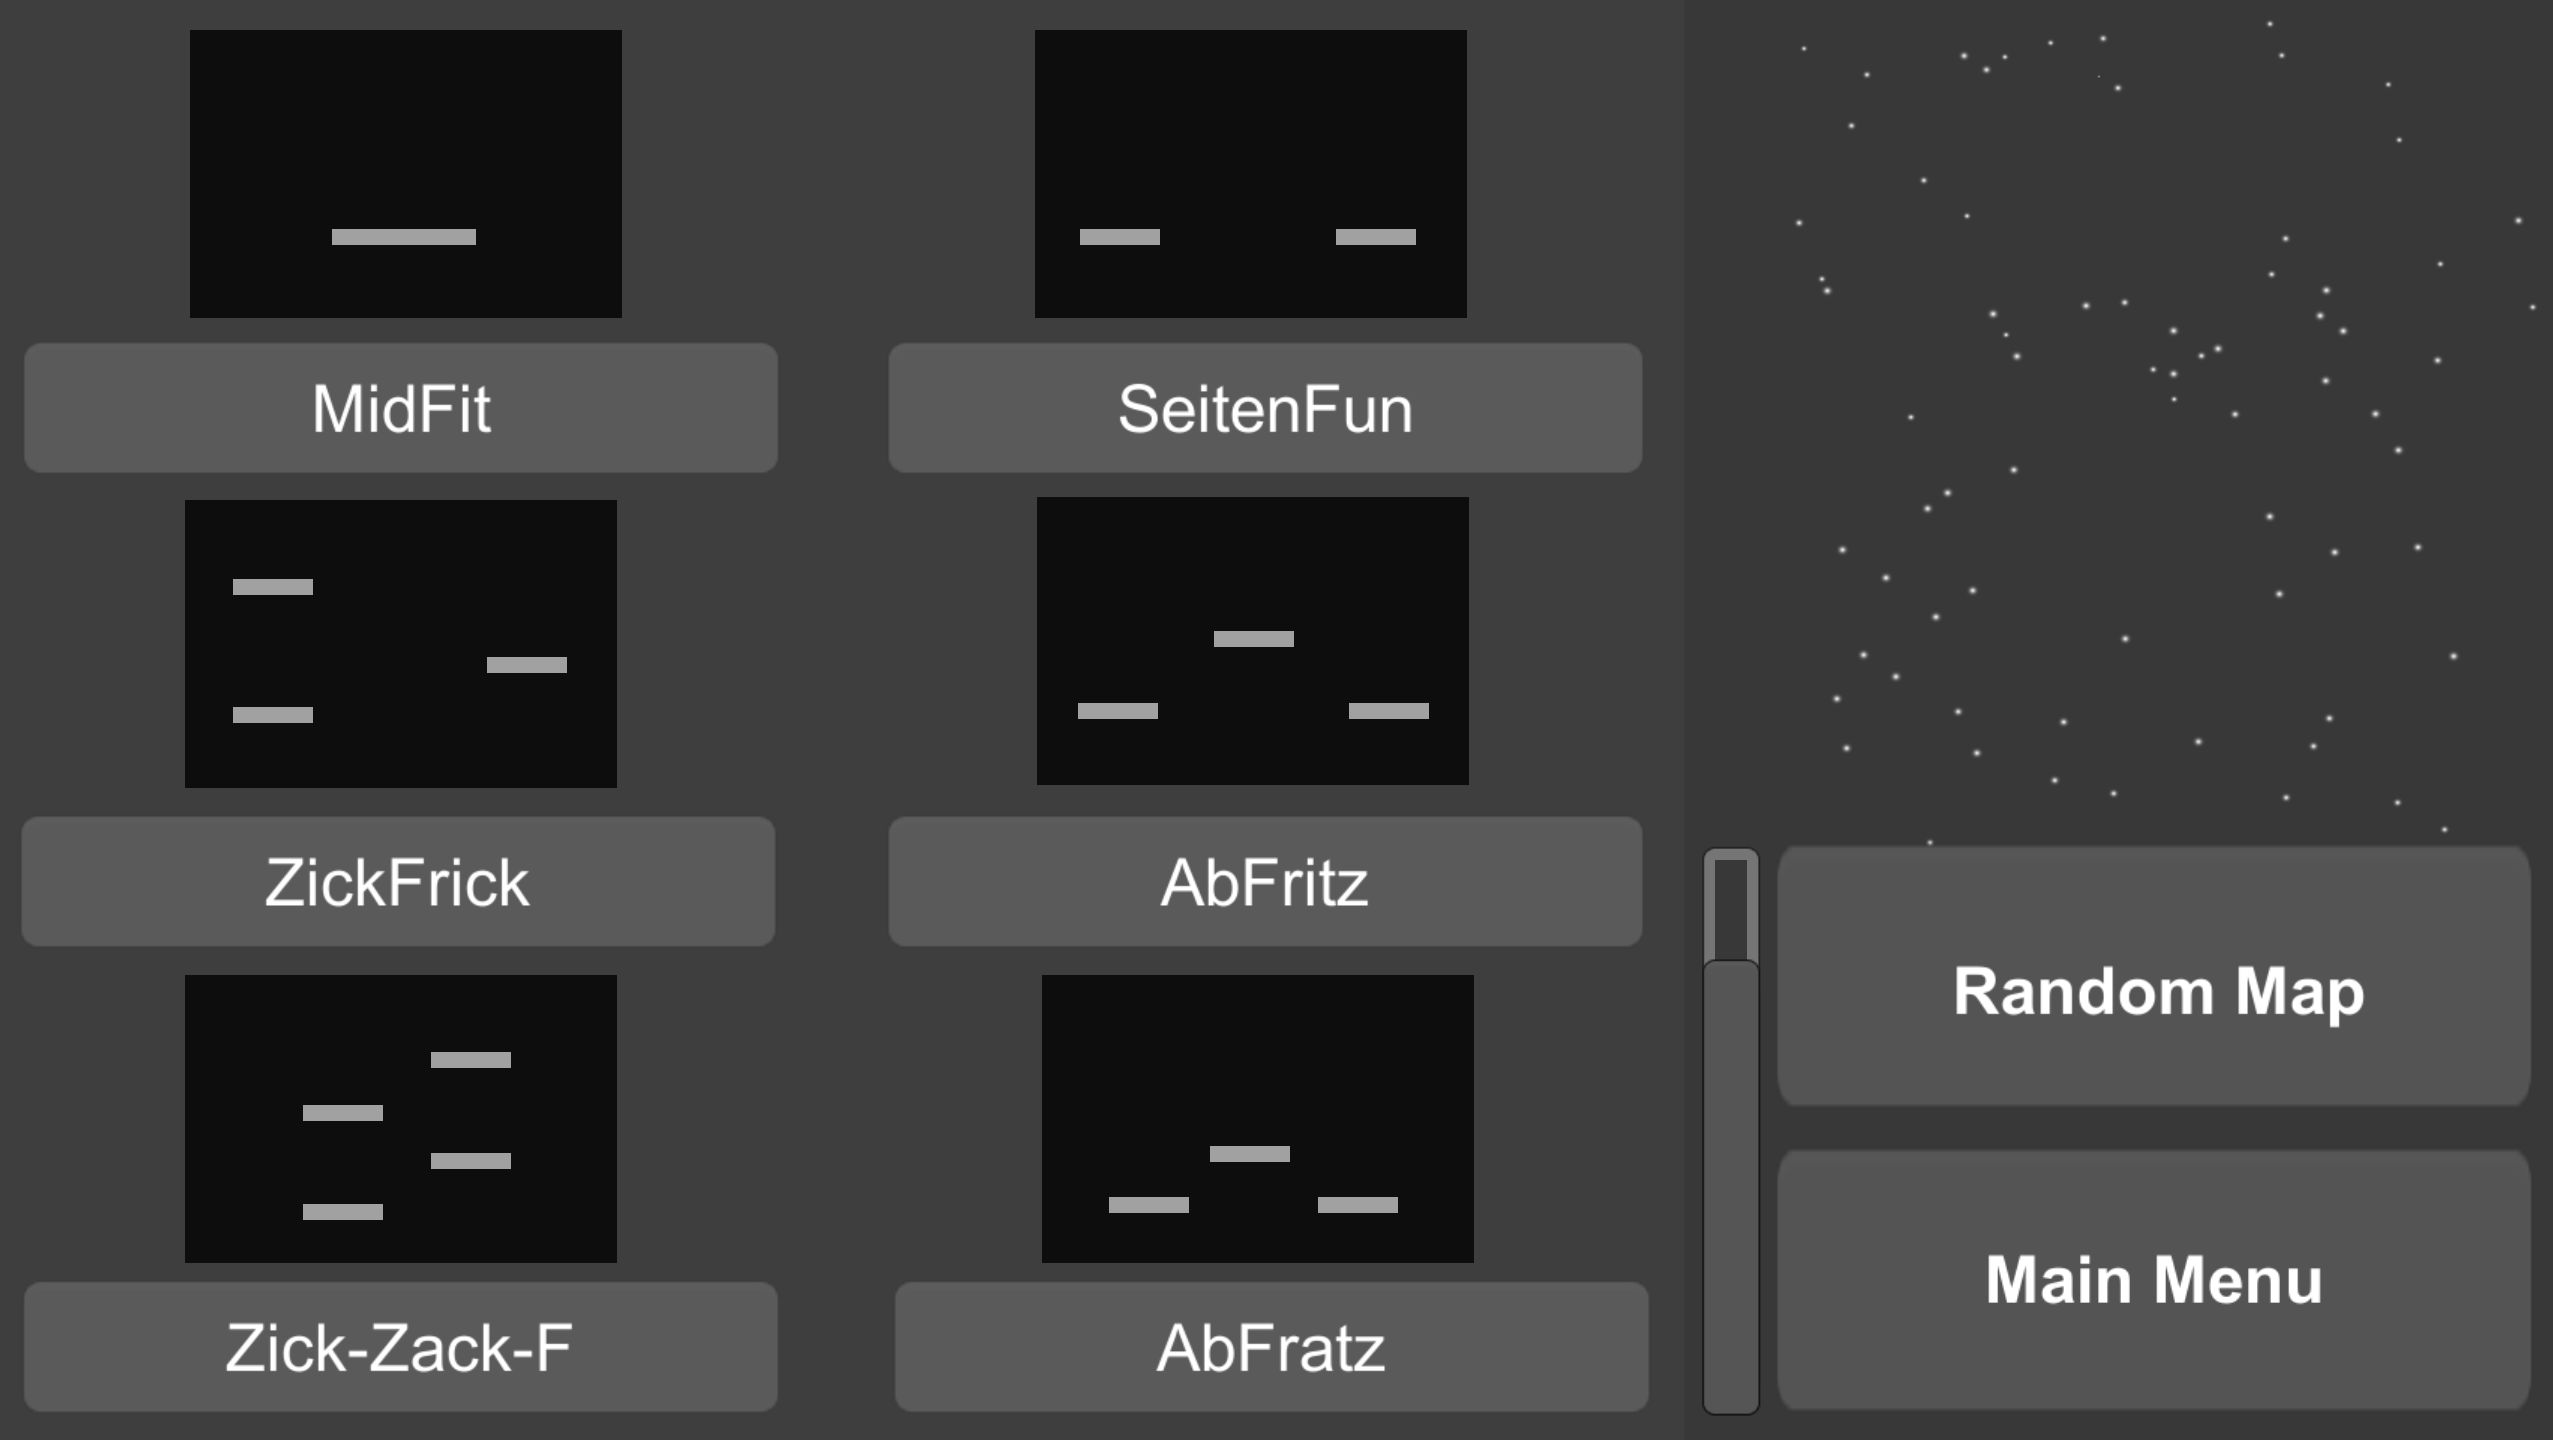 MidFit
SeitenFun
ZickFrick
AbFritz
Zick-Zack-F
AbFratz
Random Map
Main Menu